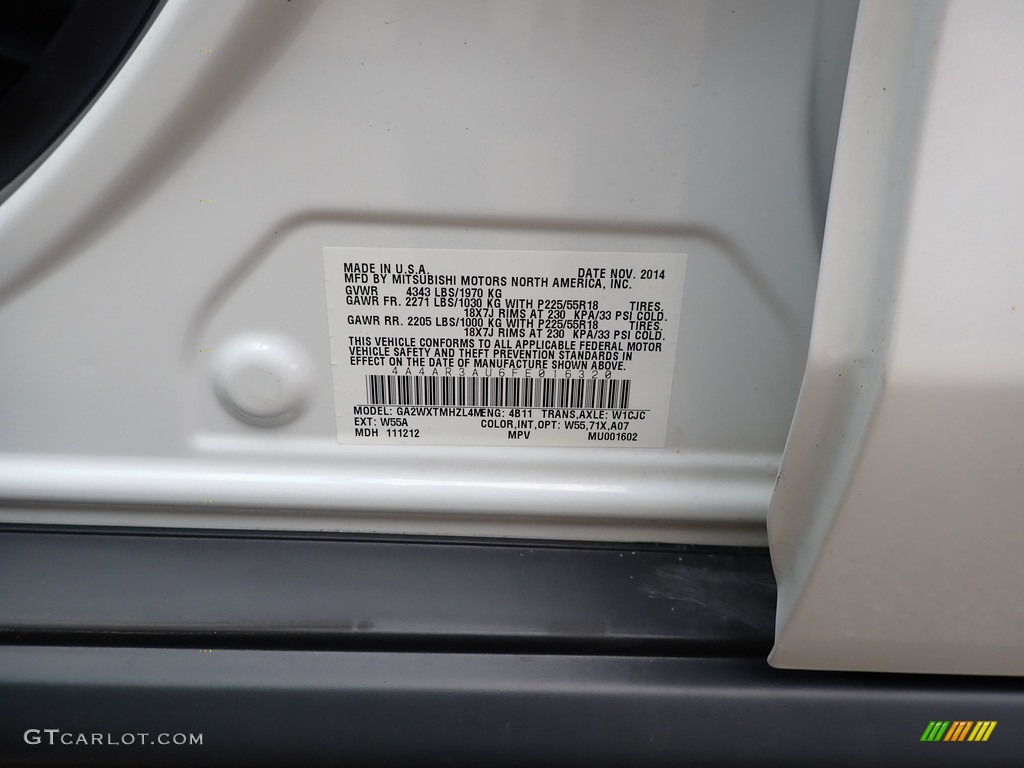 MADE IN U.S.A. DATE NOV. 2014
MFD BY MITSUBISHI MOTORS NORTH AMERICA, INC.
GVWR 4343 LBS/1970 KG
GAWR FR. 2271 LBS/1030 KG WITH P225/55R18 TIRES,
18X7J RIMS AT 230 KPA/33 PSI COLD.
GAWR RR. 2205 LBS/1000 KG WITH P225/55R18 TIRES,
18X7J RIMS AT 230 KPA/33 PSI COLD.
THIS VEHICLE CONFORMS TO ALL APPLICABLE FEDERAL MOTOR
VEHICLE SAFETY AND THEFT PREVENTION STANDARDS IN
EFFECT ON THE DATE OF MANUFACTURE SHOWN ABOVE.
4A4AR3AU6FE016320
MODEL: GA2WXTMHZL4M ENG: 4B11 TRANS,AXLE: W1CJC
EXT: W55A COLOR,INT,OPT: W55,71X,A07
MDH 111212 MPV MU001602
GTCARLOT.COM